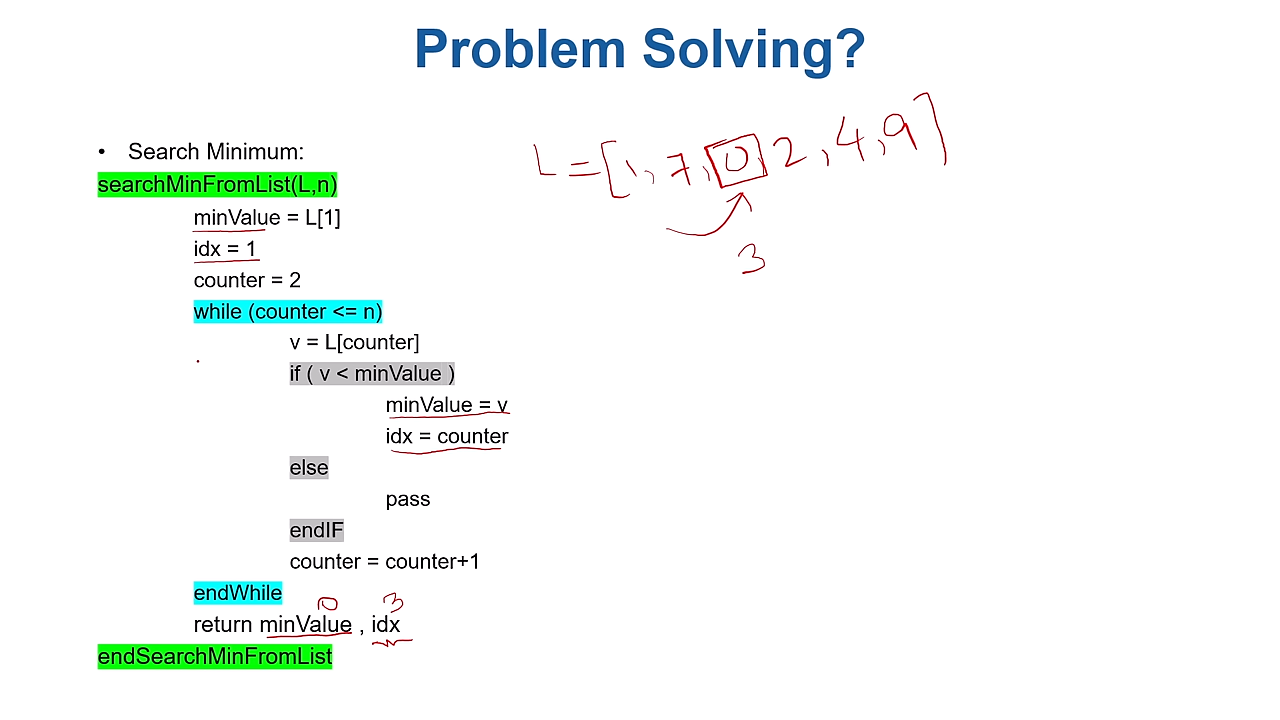 Problem Solving?
L = [1, 7, 0, 2, 4, 9]
3
• Search Minimum:
searchMinFromList(L,n)
minValue = L[1]
idx = 1
counter = 2
while (counter <= n)
v = L[counter]
if ( v < minValue )
minValue = v
idx = counter
else
pass
endIF
counter = counter+1
endWhile
0 3
return minValue , idx
endSearchMinFromList